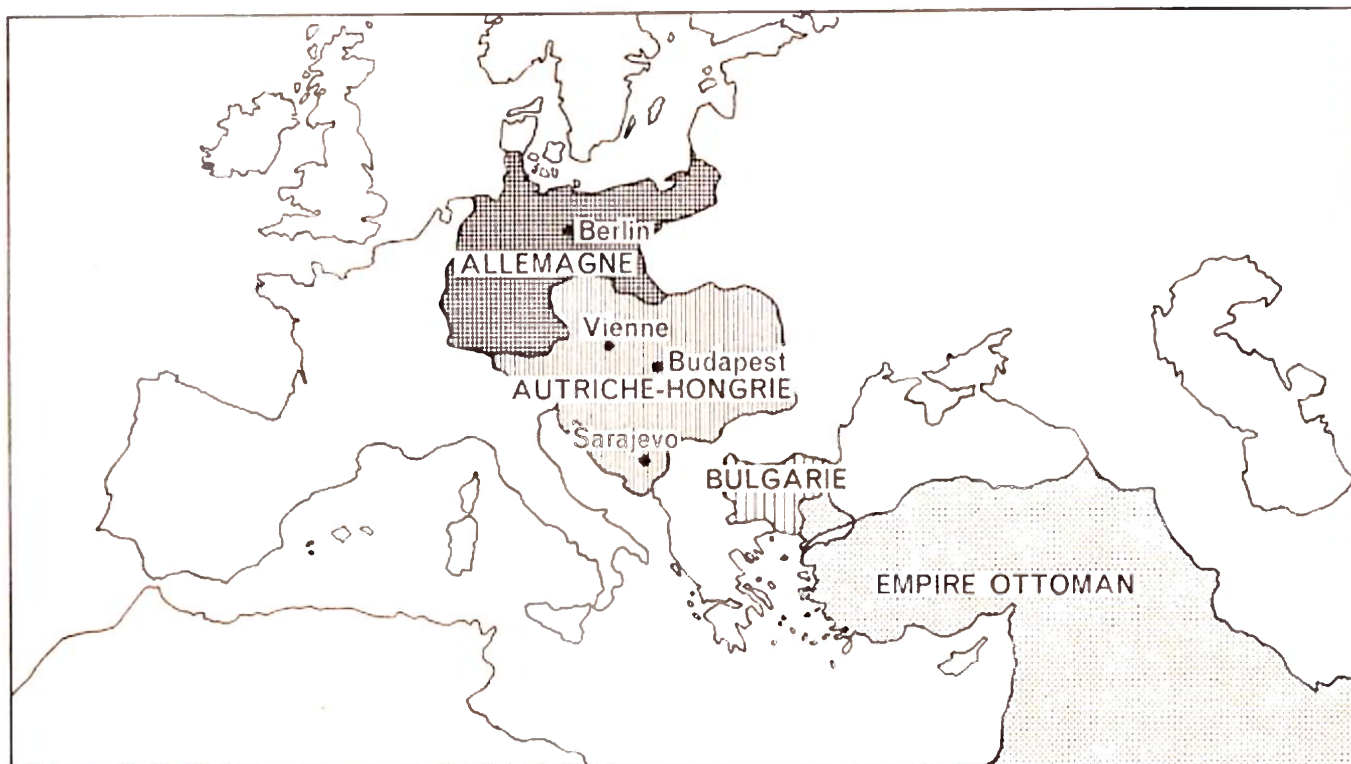 Berlin
ALLEMAGNE
Vienne
Budapest
AUTRICHE-HONGRIE
Sarajevo
BULGARIE
EMPIRE OTTOMAN